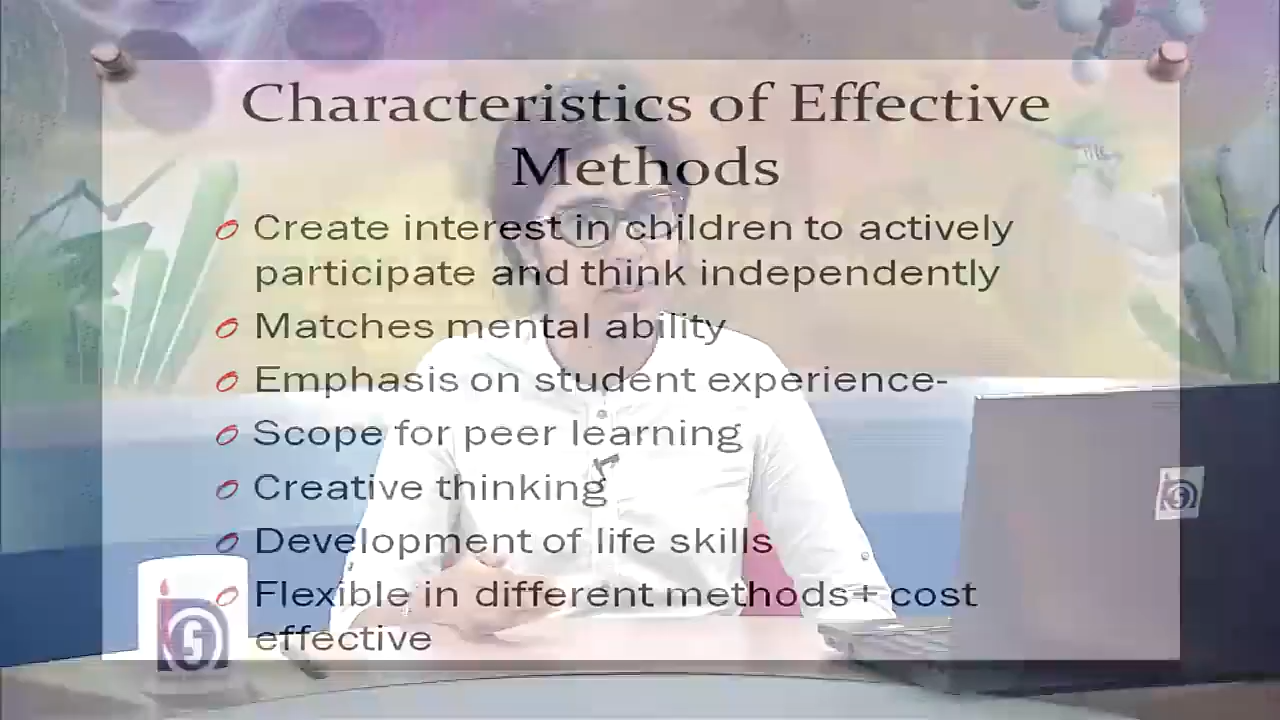 Characteristics of Effective
Methods
Create interest in children to actively
participate and think independently
Matches mental ability
Emphasis on student experience-
Scope for peer learning
Creative thinking
Development of life skills
Flexible in different methods+ cost
effective